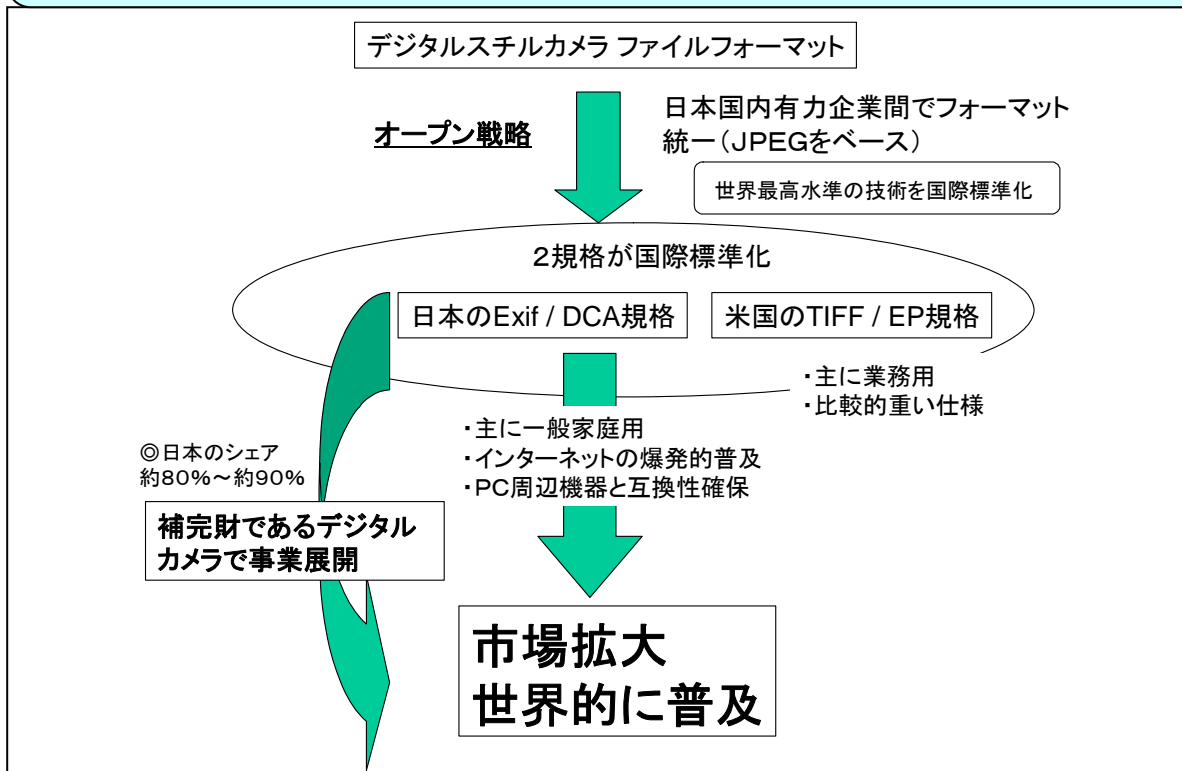 デジタルスチルカメラ ファイルフォーマット
オープン戦略
日本国内有力企業間でフォーマット
統一(JPEGをベース)
世界最高水準の技術を国際標準化
2規格が国際標準化
日本のExif / DCA規格
米国のTIFF / EP規格
・主に業務用
・比較的重い仕様
・主に一般家庭用
・インターネットの爆発的普及
・PC周辺機器と互換性確保
◎日本のシェア
約80%~約90%
補完財であるデジタル
カメラで事業展開
市場拡大
世界的に普及